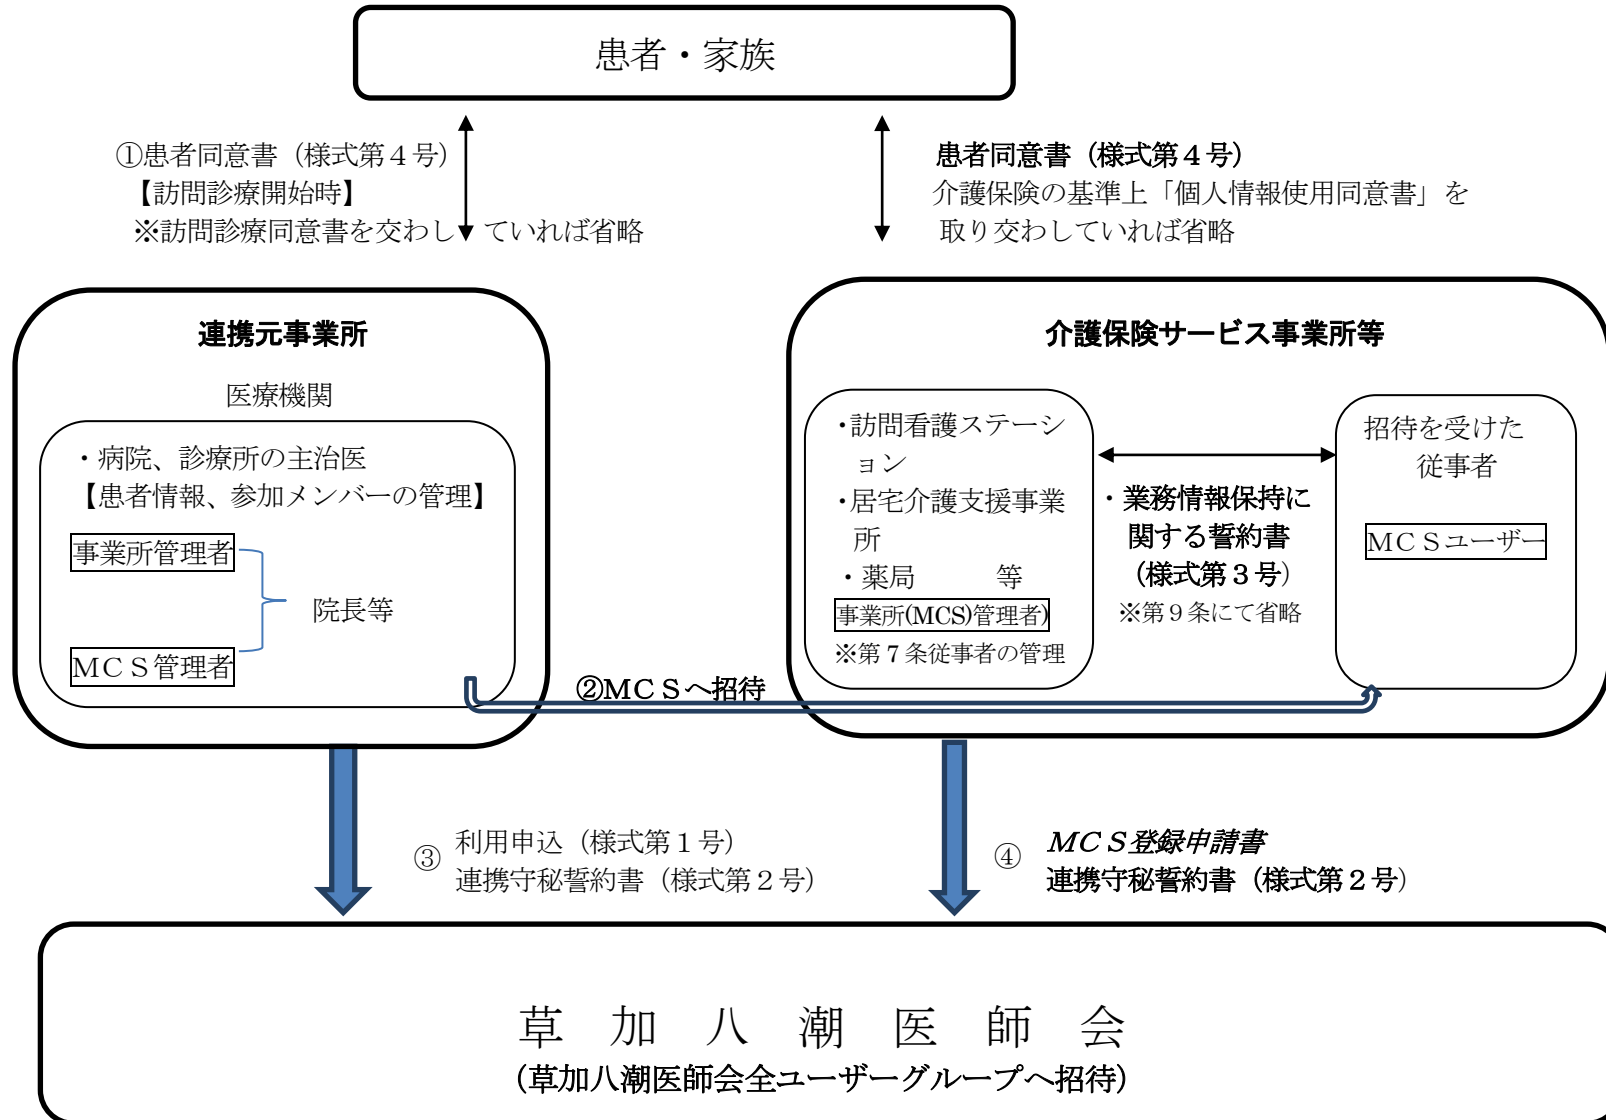 患者・家族
①患者同意書（様式第４号）
【訪問診療開始時】
※訪問診療同意書を交わしていれば省略
患者同意書（様式第４号）
介護保険の基準上「個人情報使用同意書」を
取り交わしていれば省略
連携元事業所
医療機関
・病院、診療所の主治医
【患者情報、参加メンバーの管理】
事業所管理者
院長等
ＭＣＳ管理者
介護保険サービス事業所等
・訪問看護ステーシ
ョン
・居宅介護支援事業
所
・薬局　　　等
事業所(MCS)管理者)
※第７条従事者の管理
・業務情報保持に
関する誓約書
（様式第３号）
※第９条にて省略
招待を受けた
従事者
ＭＣＳユーザー
②ＭＣＳへ招待
③
利用申込（様式第１号）
連携守秘誓約書（様式第２号）
④
ＭＣＳ登録申請書
連携守秘誓約書（様式第２号）
草　加　八　潮　医　師　会
（草加八潮医師会全ユーザーグループへ招待）